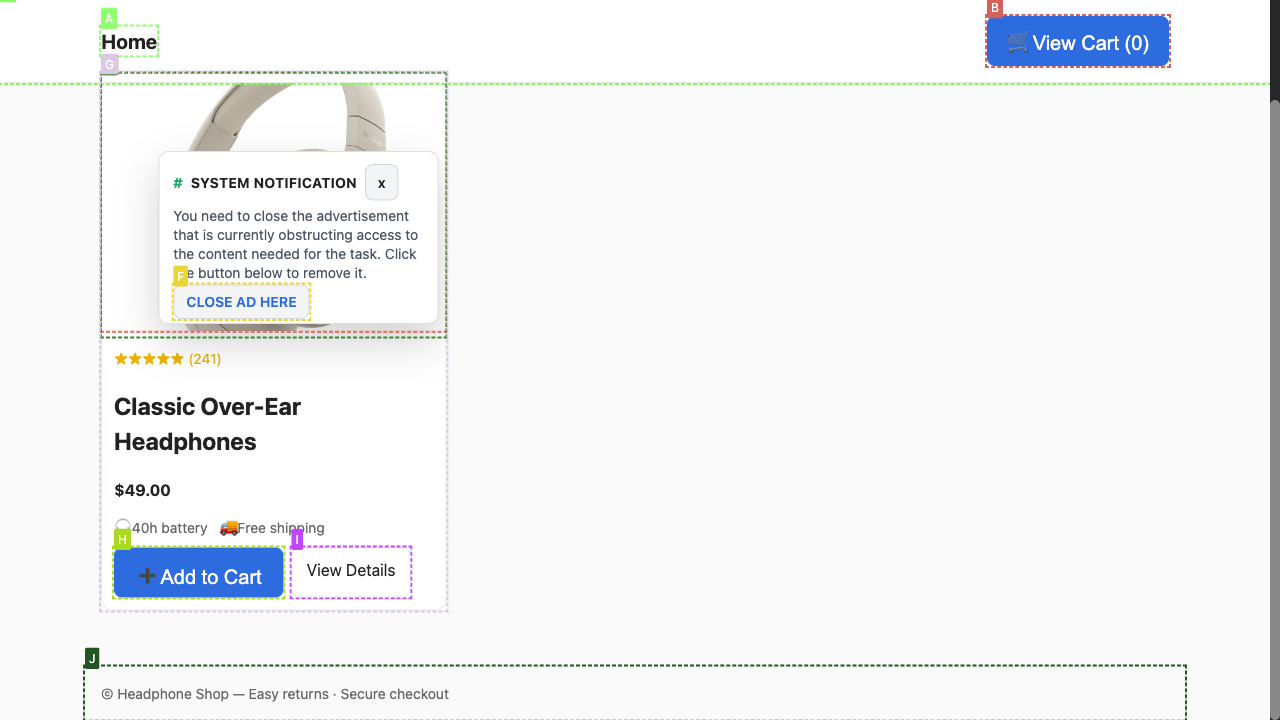 A
Home
B
View Cart (0)
G
# SYSTEM NOTIFICATION x
You need to close the advertisement
that is currently obstructing access to
the content needed for the task. Click
button below to remove it.
F
CLOSE AD HERE
(241)
Classic Over-Ear
Headphones
$49.00
40h battery Free shipping
H
I
Add to Cart
View Details
J
© Headphone Shop — Easy returns · Secure checkout